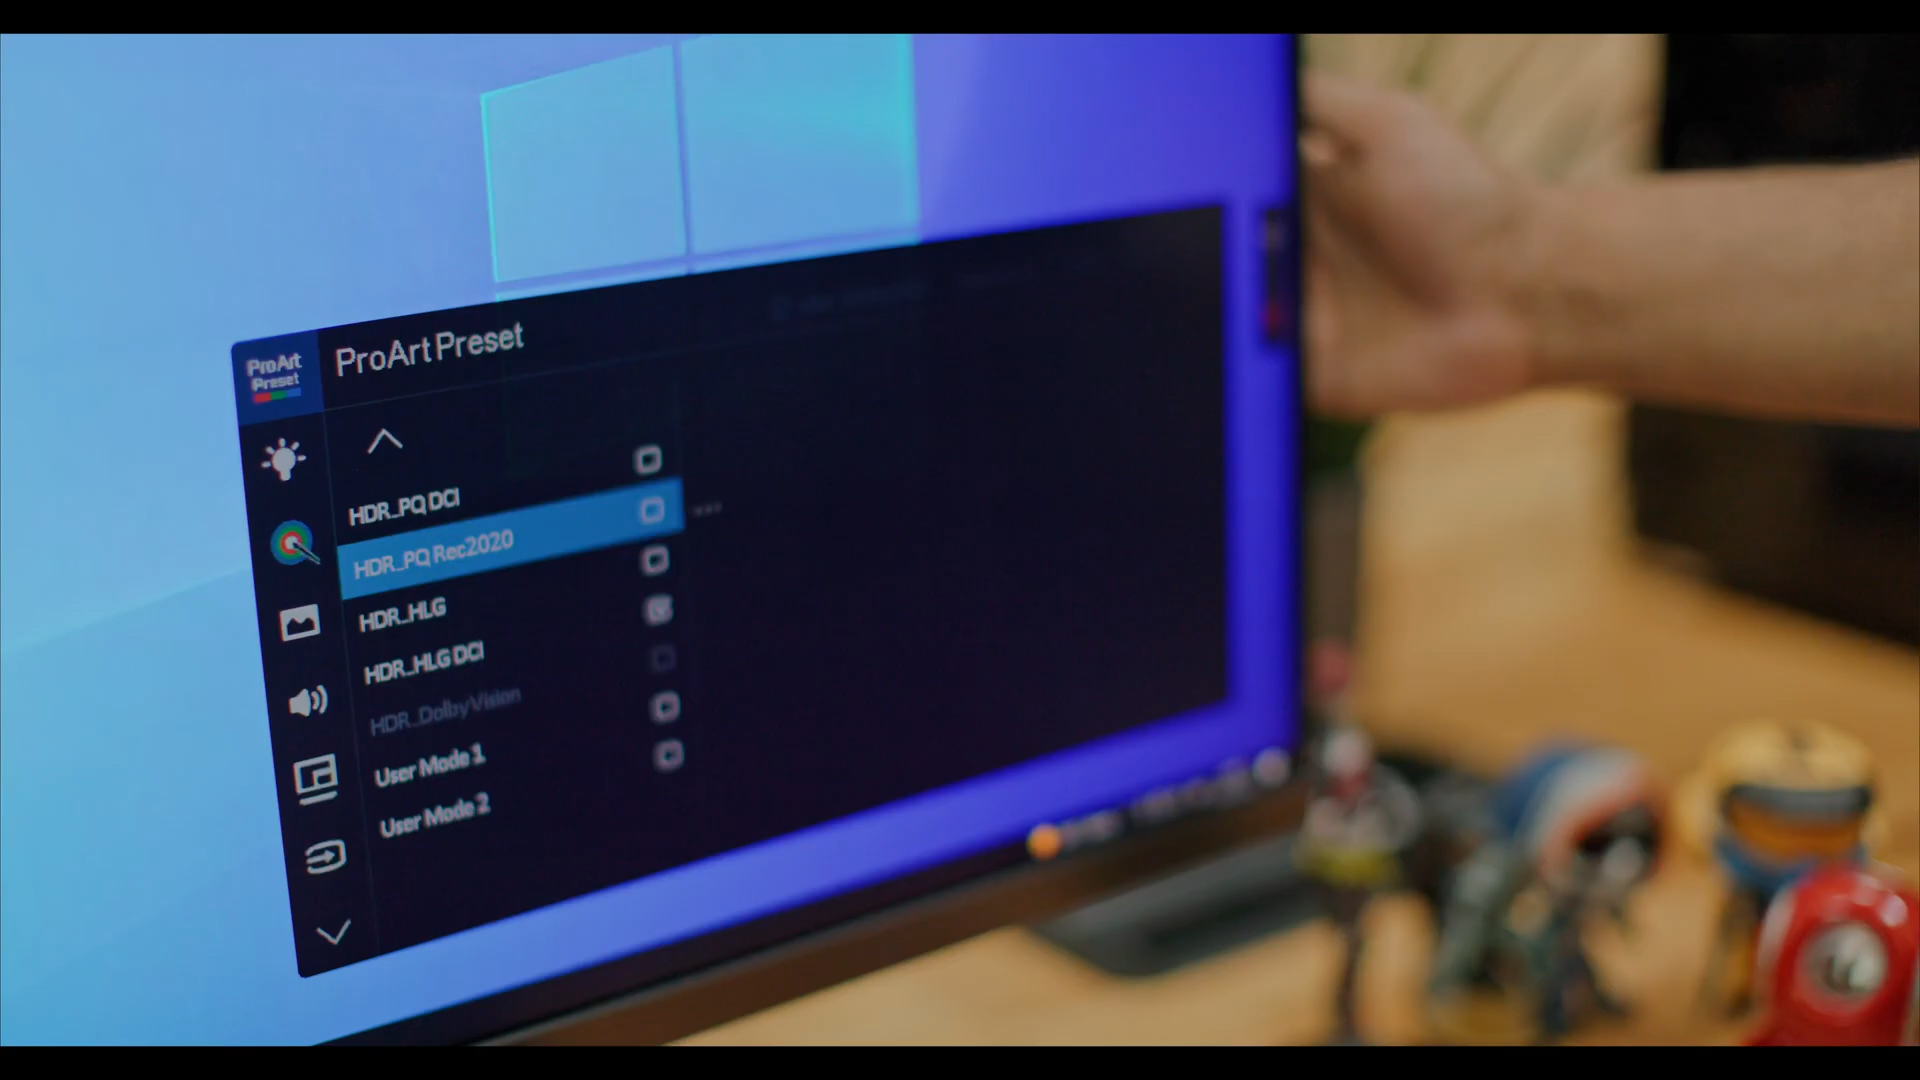 ProArt
Preset
ProArt Preset
HDR_PQ DCI
HDR_PQ Rec2020
HDR_HLG
HDR_HLG DCI
HDR_DolbyVision
User Mode 1
User Mode 2